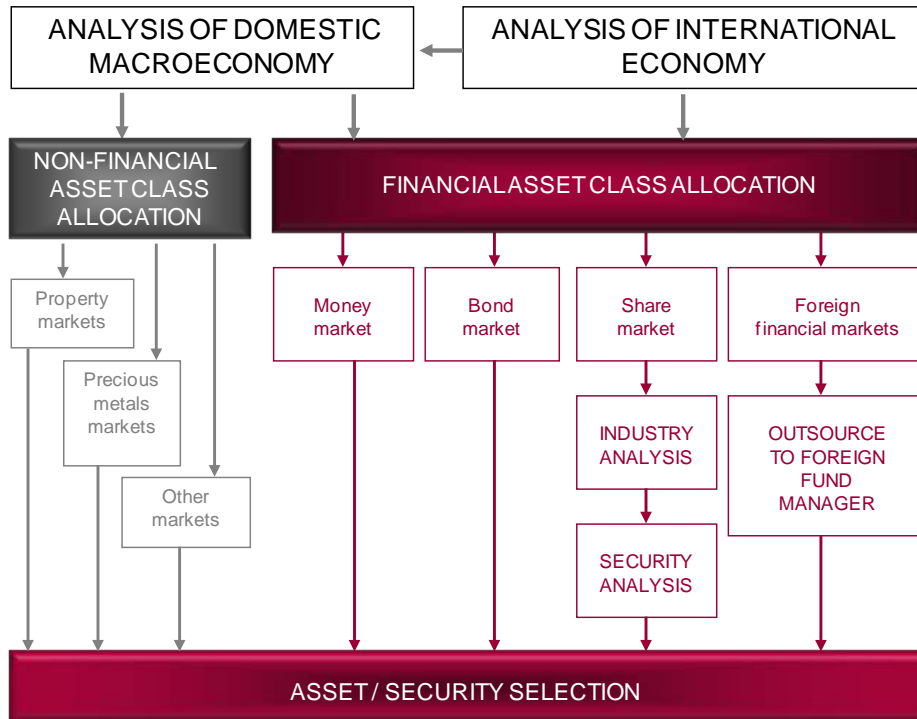 ANALYSIS OF DOMESTIC
MACROECONOMY
ANALYSIS OF INTERNATIONAL
ECONOMY
NON-FINANCIAL
ASSET CLASS
ALLOCATION
FINANCIAL ASSET CLASS ALLOCATION
Property
markets
Precious
metals
markets
Other
markets
Money
market
Bond
market
Share
market
Foreign
financial markets
INDUSTRY
ANALYSIS
OUTSOURCE
TO FOREIGN
FUND
MANAGER
SECURITY
ANALYSIS
ASSET / SECURITY SELECTION